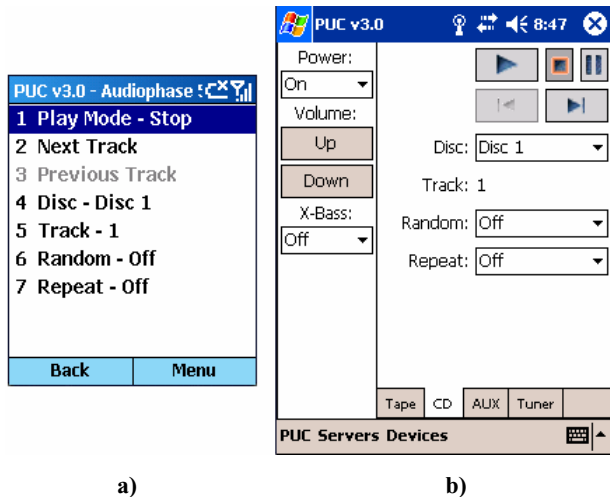 PUC v3.0 - Audiophase
1 Play Mode - Stop
2 Next Track
3 Previous Track
4 Disc - Disc 1
5 Track - 1
6 Random - Off
7 Repeat - Off
Back Menu
a)
PUC v3.0 8:47
Power:
On
Volume:
Up
Down
X-Bass:
Off
Disc: Disc 1
Track: 1
Random: Off
Repeat: Off
Tape CD AUX Tuner
PUC Servers Devices
b)